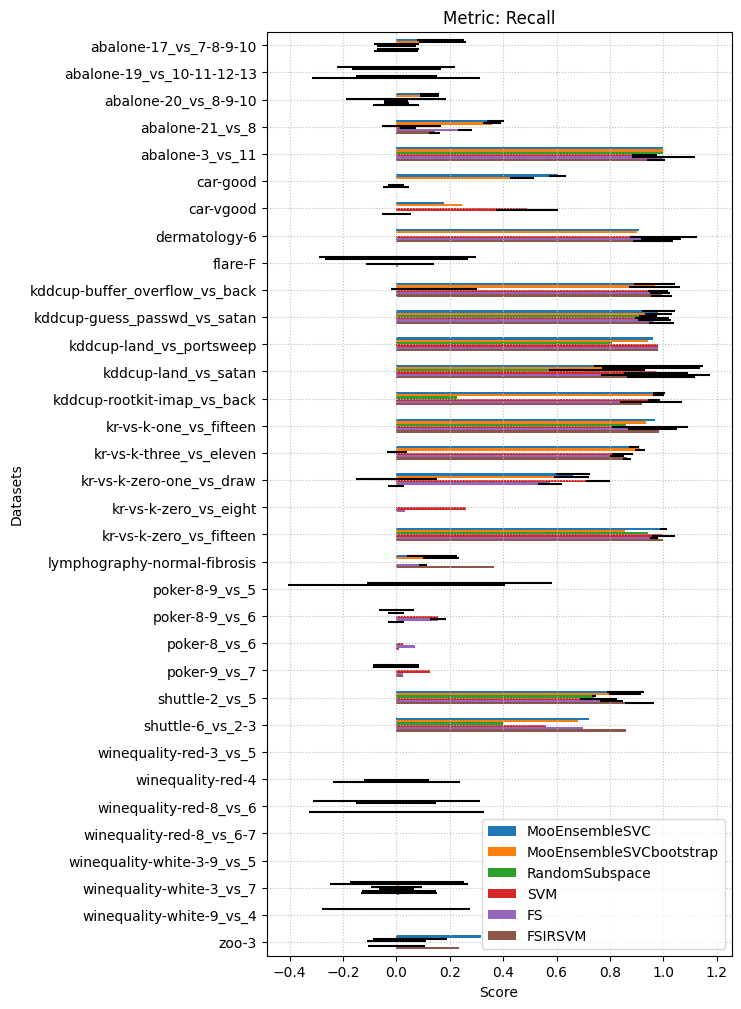 Metric: Recall
abalone-17_vs_7-8-9-10
abalone-19_vs_10-11-12-13
abalone-20_vs_8-9-10
abalone-21_vs_8
abalone-3_vs_11
car-good
car-vgood
dermatology-6
flare-F
kddcup-buffer_overflow_vs_back
kddcup-guess_passwd_vs_satan
kddcup-land_vs_portsweep
kddcup-land_vs_satan
kddcup-rootkit-imap_vs_back
kr-vs-k-one_vs_fifteen
kr-vs-k-three_vs_eleven
kr-vs-k-zero-one_vs_draw
kr-vs-k-zero_vs_eight
kr-vs-k-zero_vs_fifteen
lymphography-normal-fibrosis
poker-8-9_vs_5
poker-8-9_vs_6
poker-8_vs_6
poker-9_vs_7
shuttle-2_vs_5
shuttle-6_vs_2-3
winequality-red-3_vs_5
winequality-red-4
winequality-red-8_vs_6
winequality-red-8_vs_6-7
winequality-white-3-9_vs_5
winequality-white-3_vs_7
winequality-white-9_vs_4
zoo-3
Datasets
MooEnsembleSVC
MooEnsembleSVCbootstrap
RandomSubspace
SVM
FS
FSIRSVM
−0.4 −0.2 0.0 0.2 0.4 0.6 0.8 1.0 1.2
Score